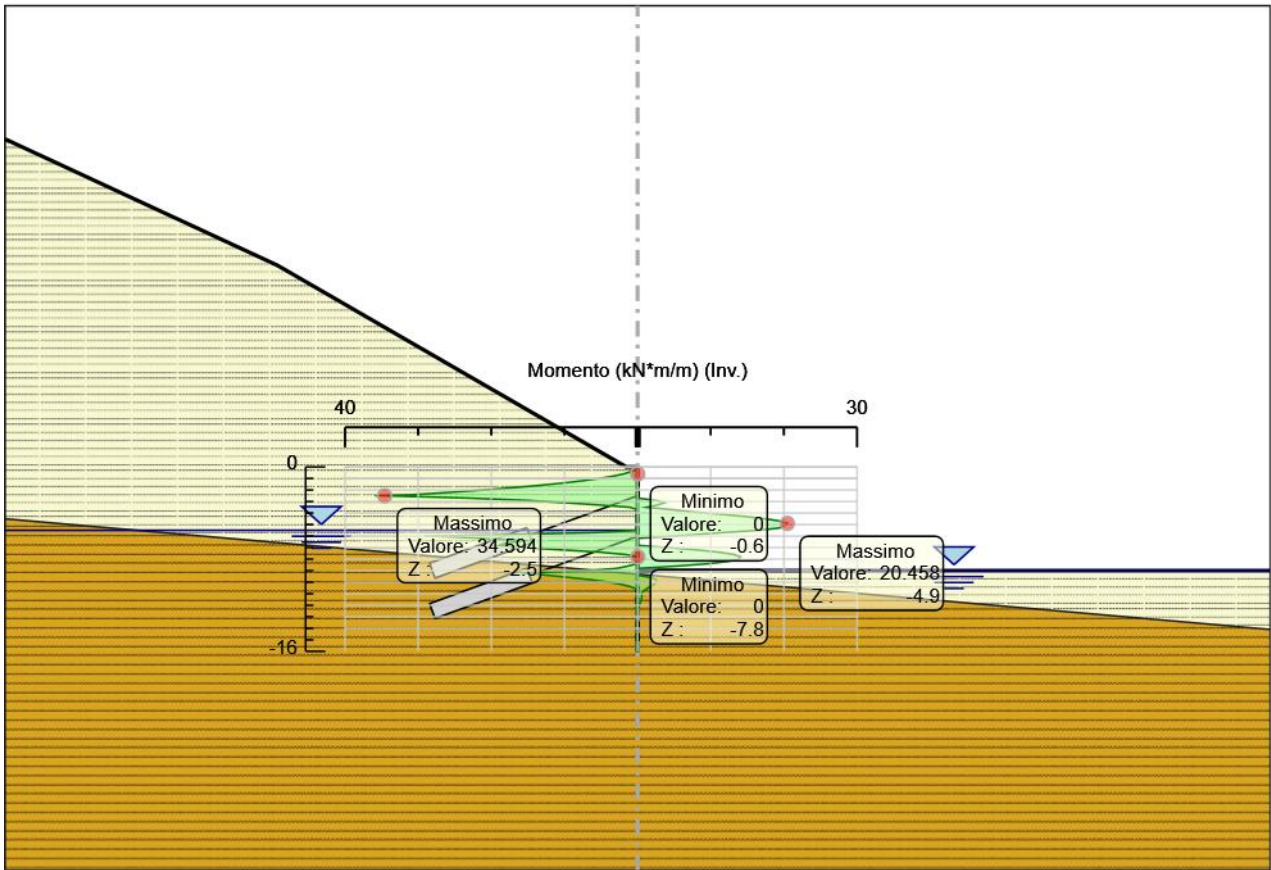 Momento (kN*m/m) (Inv.)
40
30
0
-16
Massimo
Valore: 34.594
Z : -2.5
Minimo
Valore: 0
Z : -0.6
Massimo
Valore: 20.458
Z : -4.9
Minimo
Valore: 0
Z : -7.8